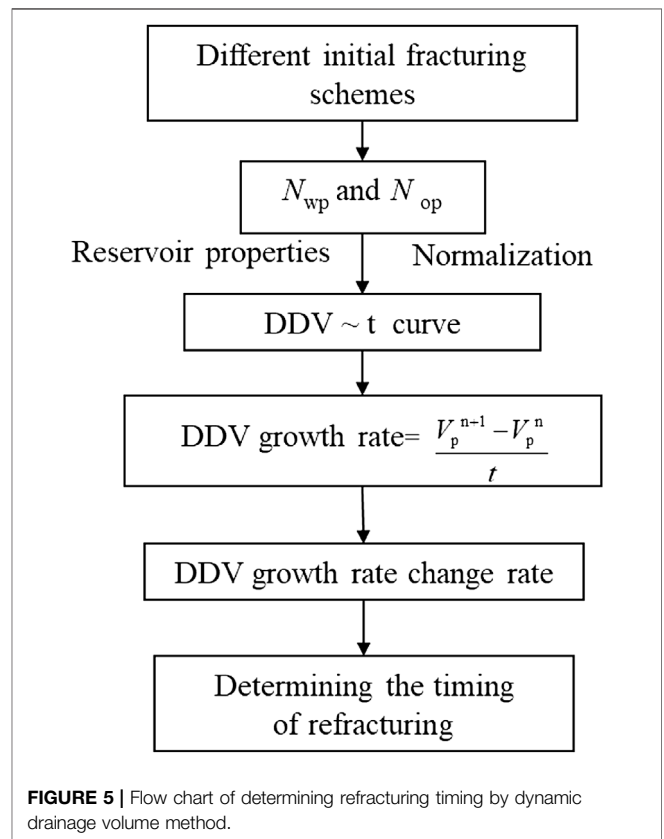 Different initial fracturing
schemes
N_wp and N_op
Reservoir properties Normalization
DDV ~ t curve
DDV growth rate= (V_p^{n+1} − V_p^n) / t
DDV growth rate change rate
Determining the timing
of refracturing
FIGURE 5 | Flow chart of determining refracturing timing by dynamic
drainage volume method.